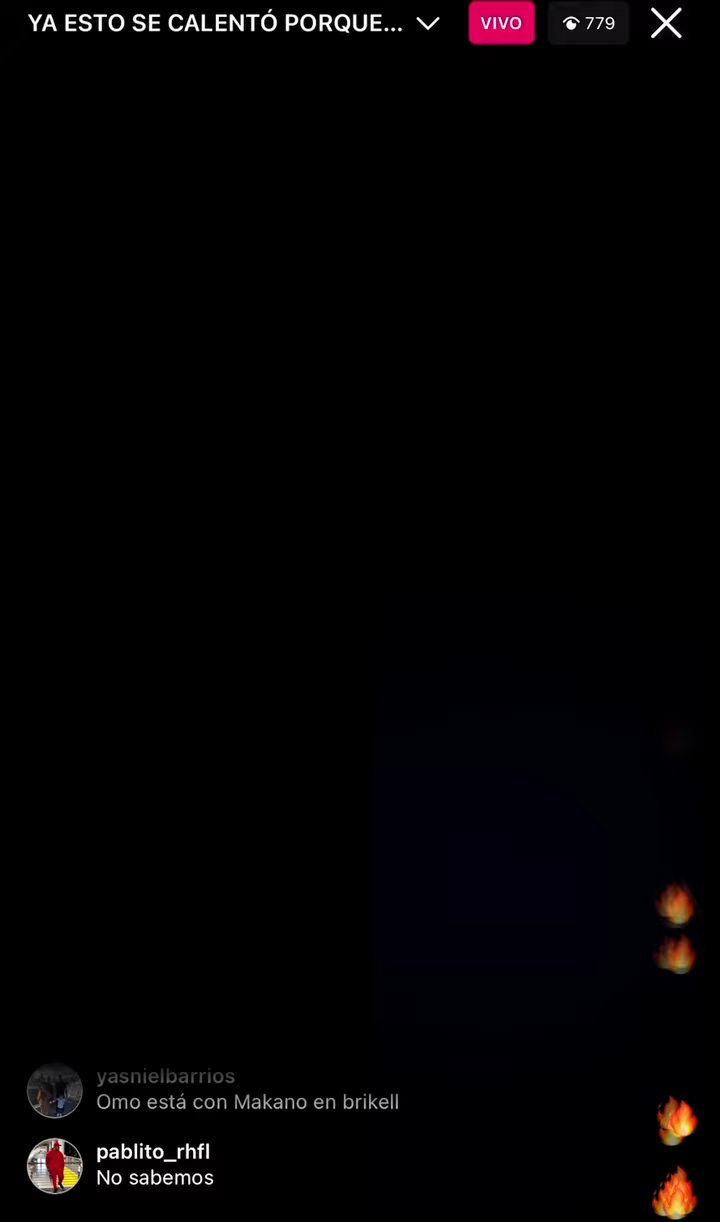 YA ESTO SE CALENTÓ PORQUE...
VIVO
779
yasnielbarrios
Omo está con Makano en brikell
pablito_rhfl
No sabemos